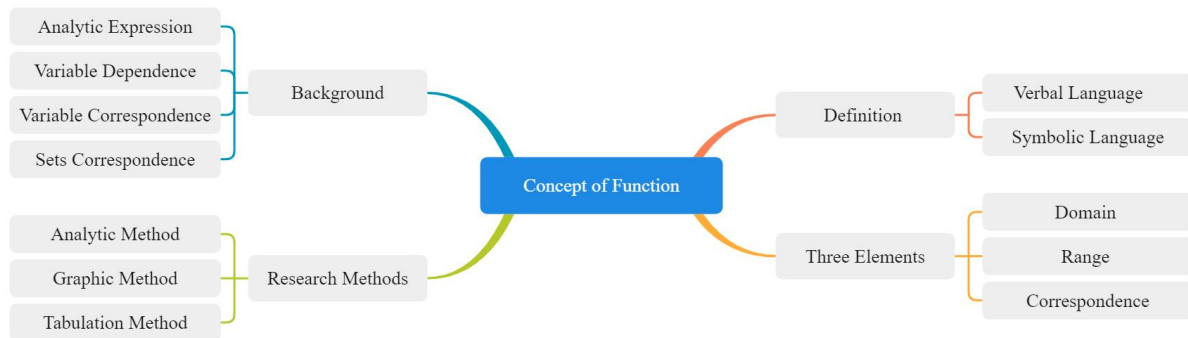 Concept of Function
Background
Analytic Expression
Variable Dependence
Variable Correspondence
Sets Correspondence
Research Methods
Analytic Method
Graphic Method
Tabulation Method
Definition
Verbal Language
Symbolic Language
Three Elements
Domain
Range
Correspondence